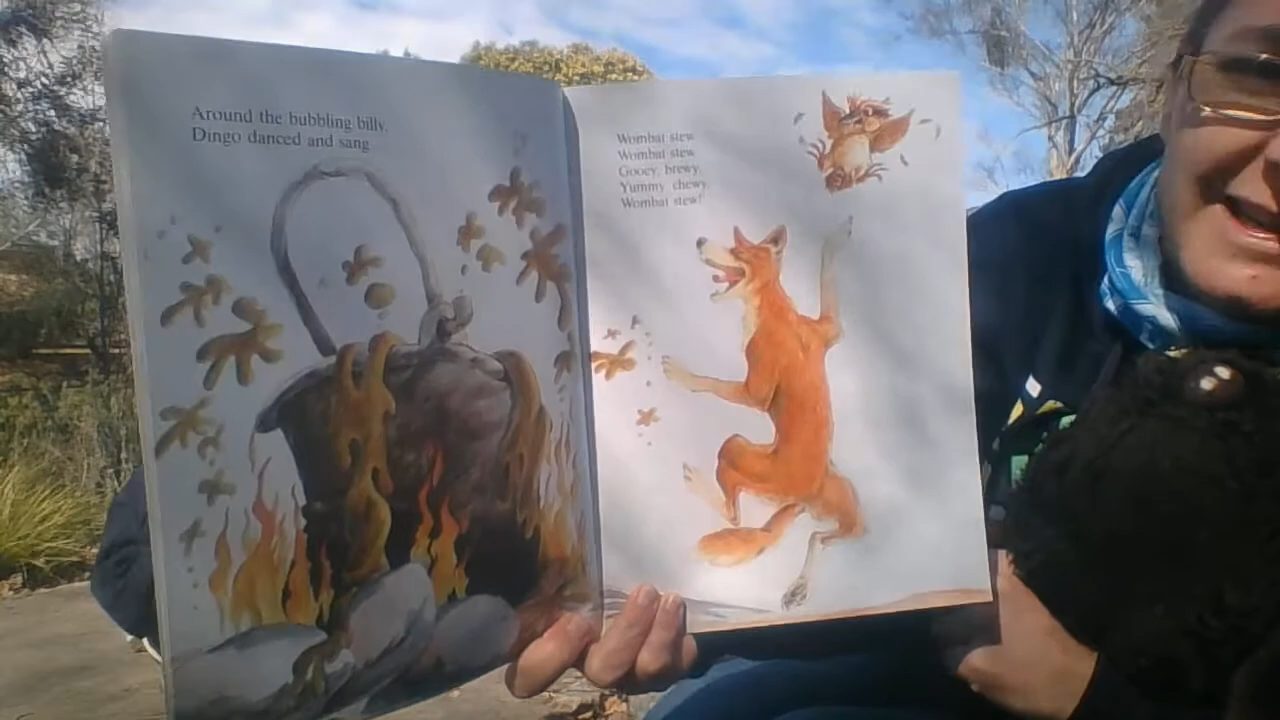 Around the bubbling billy,
Dingo danced and sang
Wombat stew
Wombat stew
Gooey, brewy,
Yummy chewy
Wombat stew!